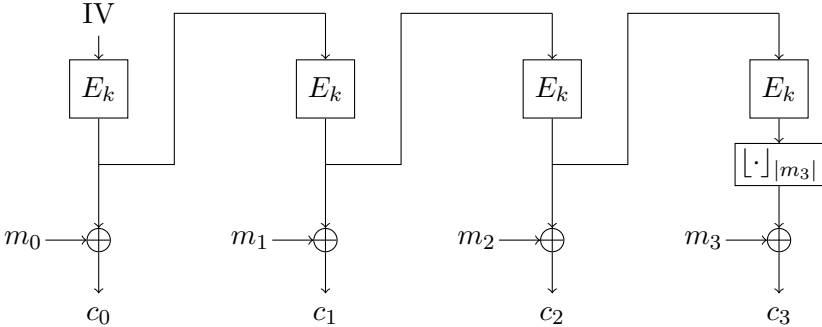 IV
E_k E_k E_k E_k
⌊·⌋_{|m_3|}
m_0 m_1 m_2 m_3
c_0 c_1 c_2 c_3